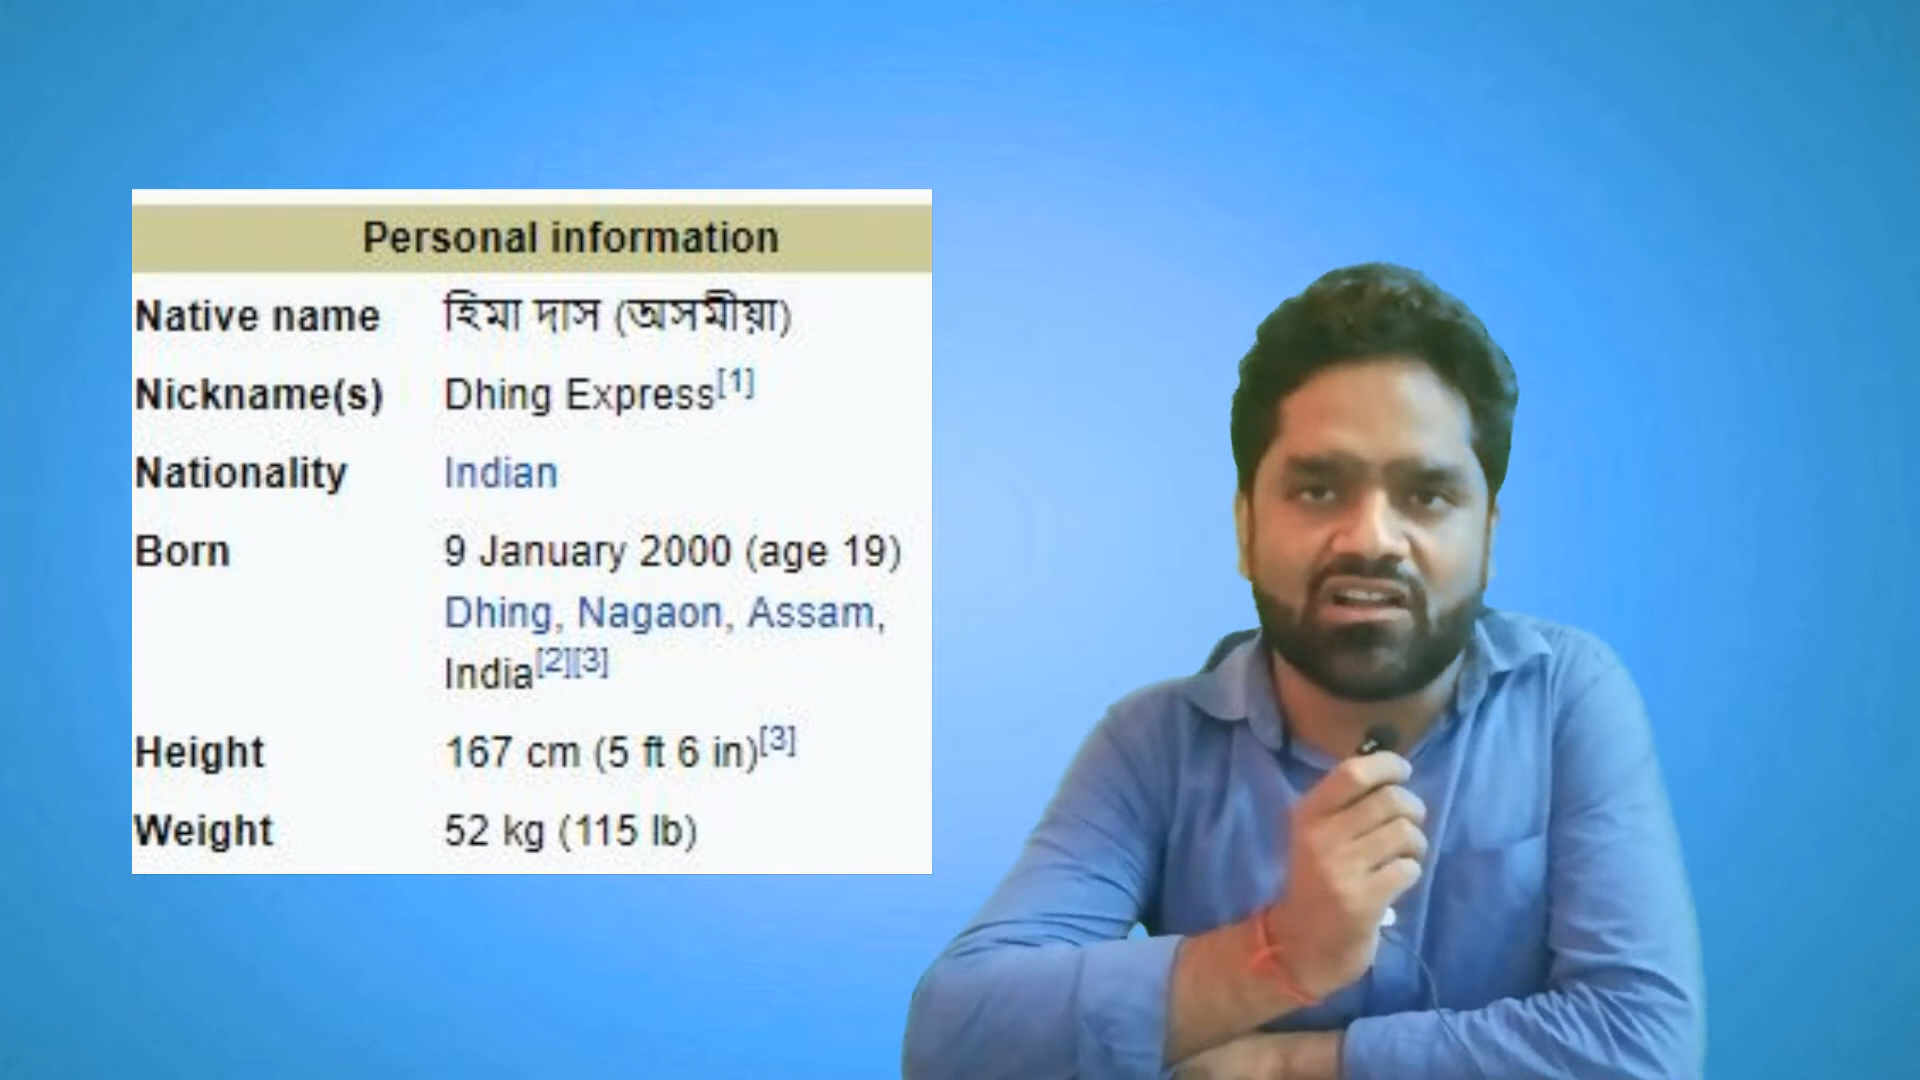 Personal information
Native name হিমা দাস (অসমীয়া)
Nickname(s) Dhing Express[1]
Nationality Indian
Born 9 January 2000 (age 19)
Dhing, Nagaon, Assam,
India[2][3]
Height 167 cm (5 ft 6 in)[3]
Weight 52 kg (115 lb)